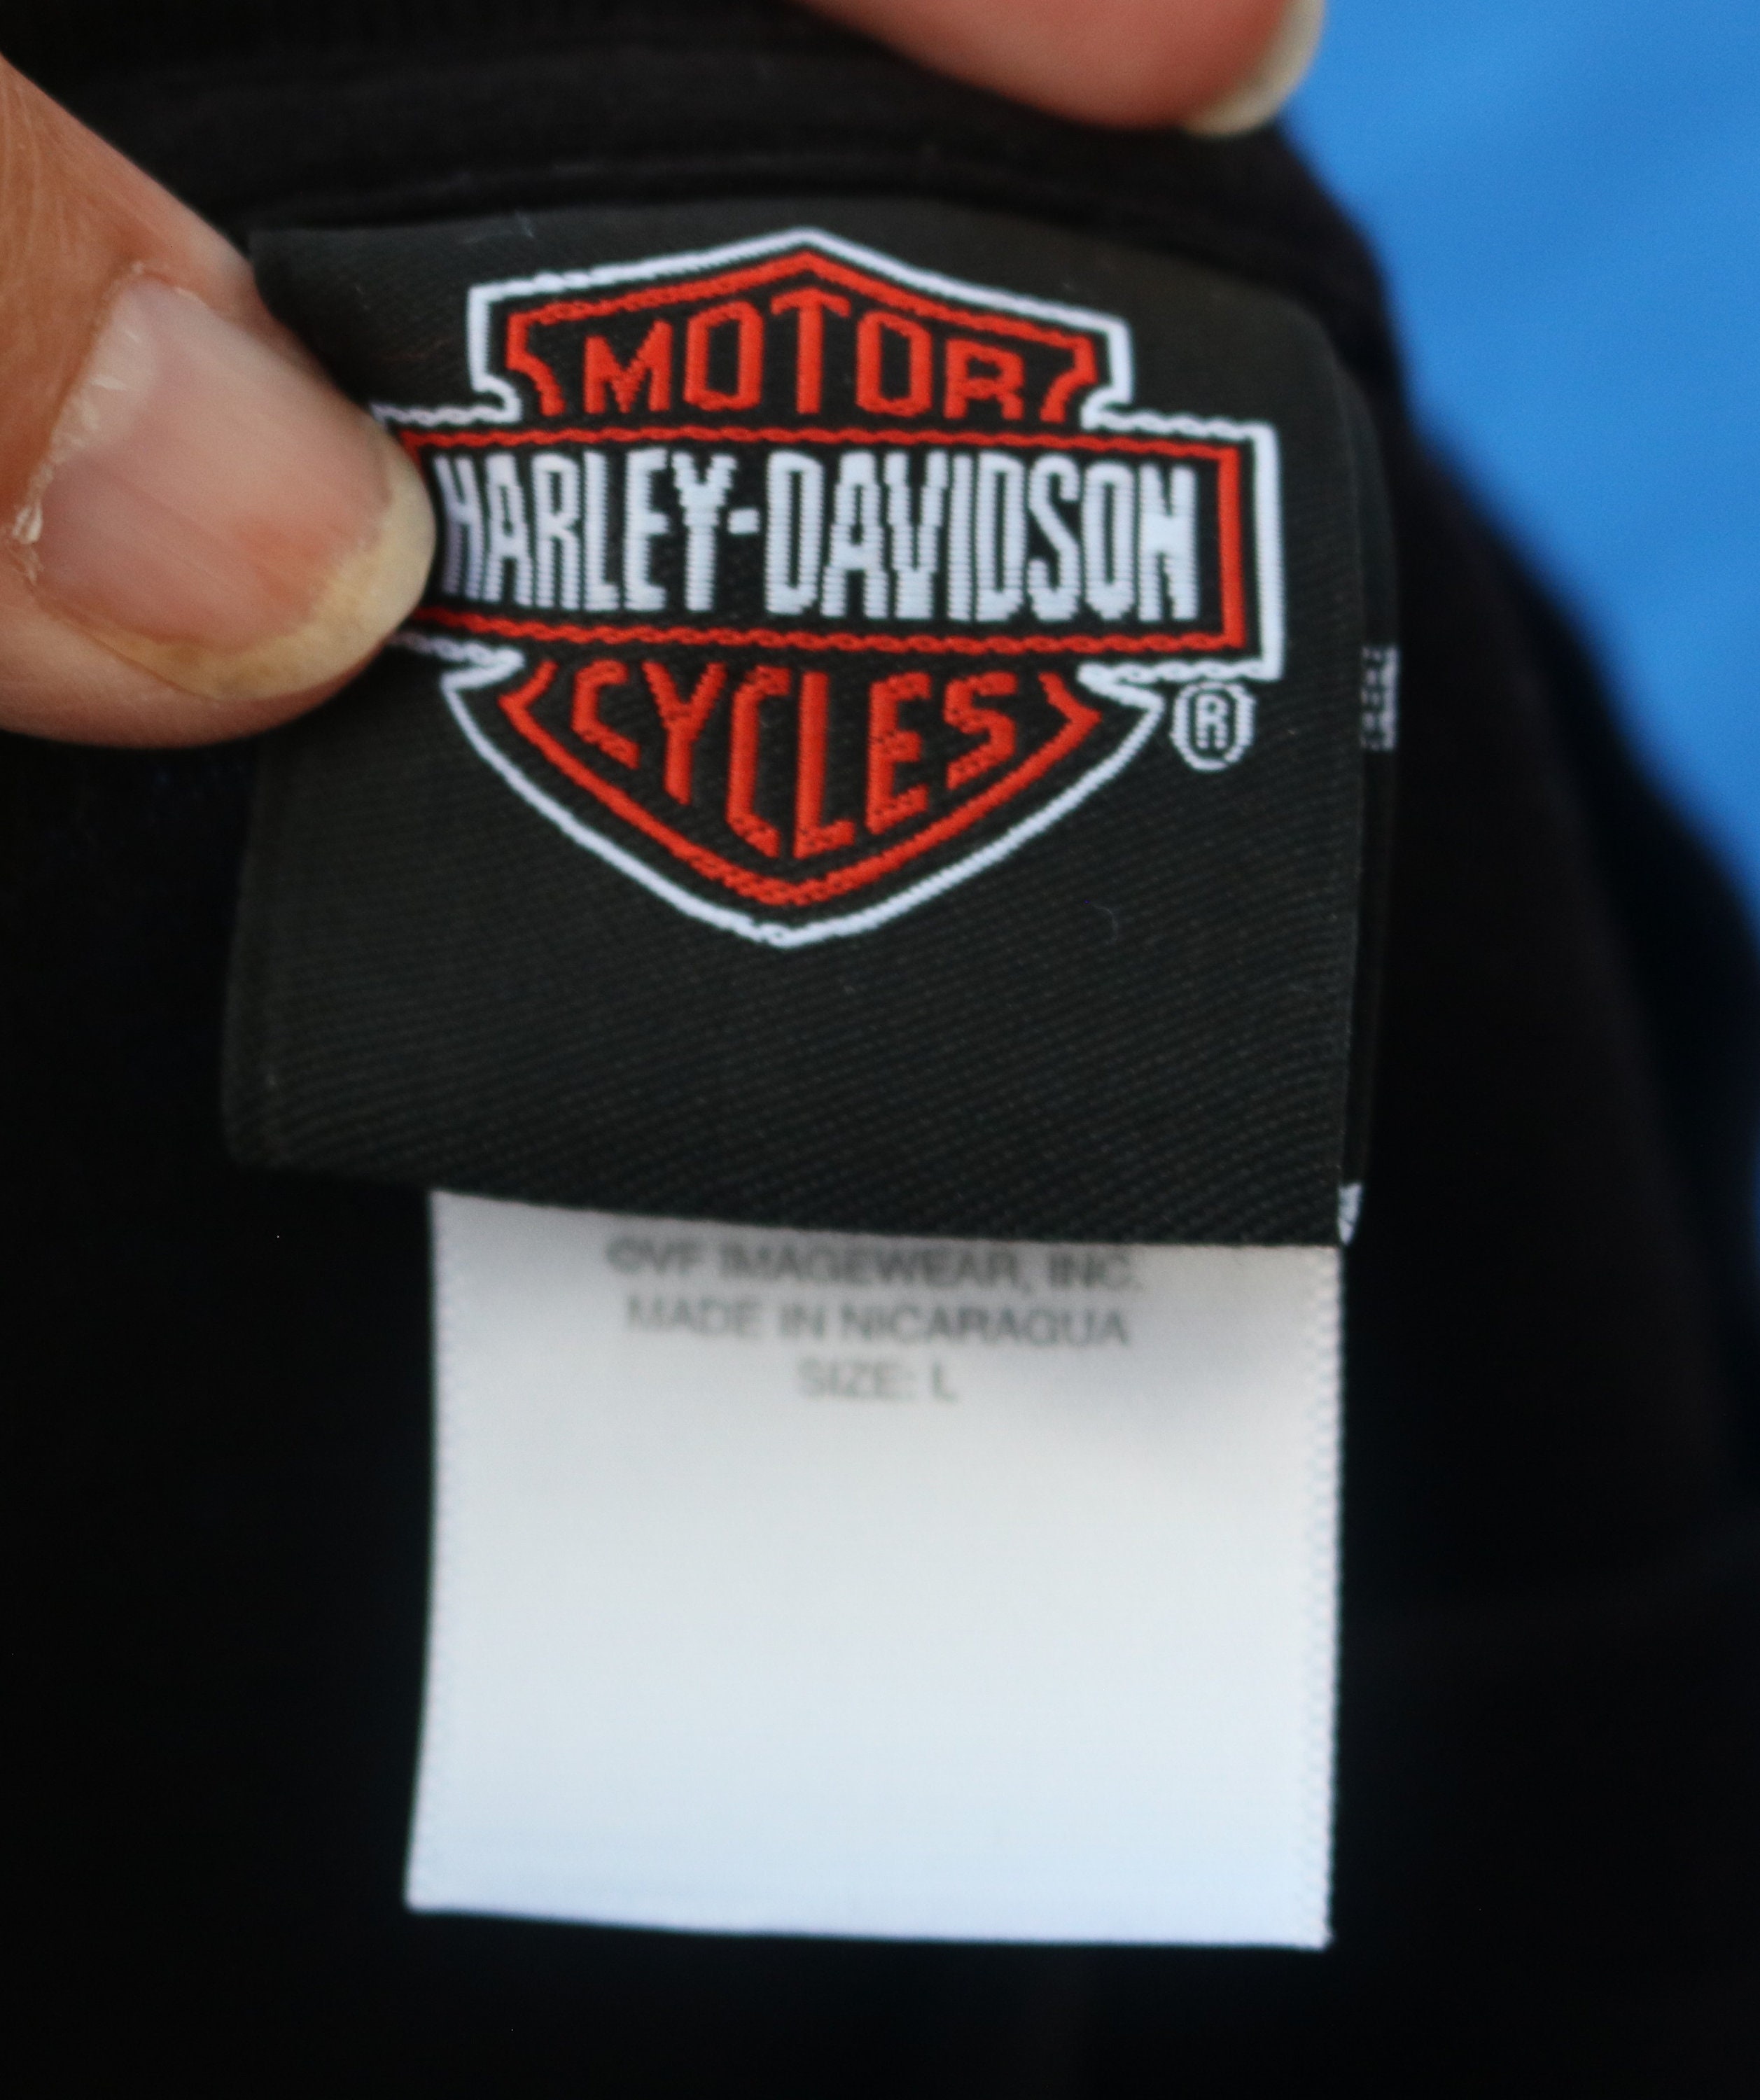 MOTOR
HARLEY-DAVIDSON
CYCLES
®
©VF IMAGEWEAR, INC.
MADE IN NICARAGUA
SIZE: L